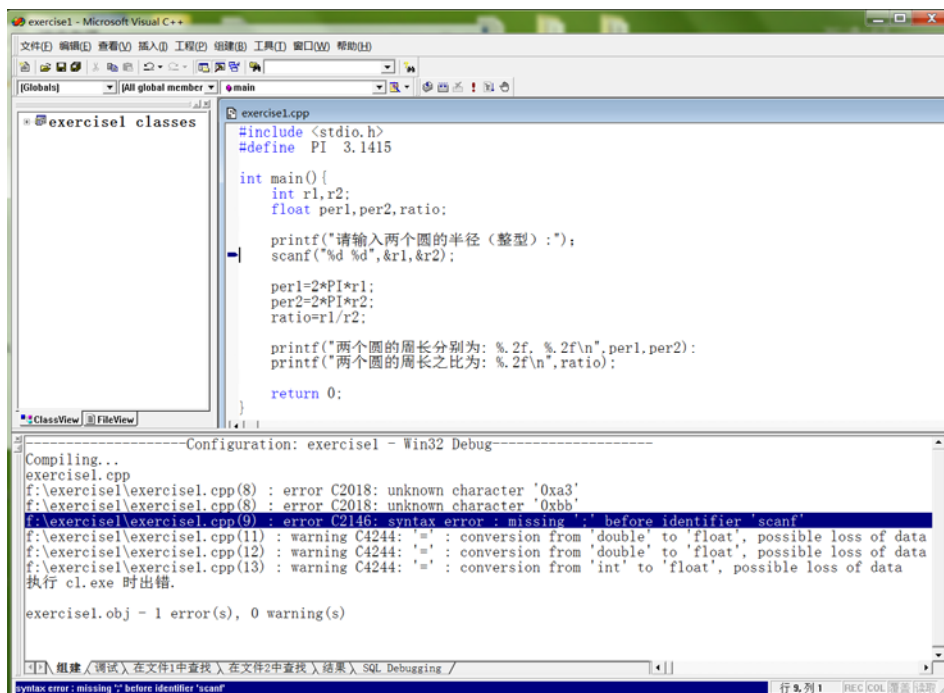 exercise1 - Microsoft Visual C++
文件(F) 编辑(E) 查看(V) 插入(I) 工程(P) 组建(B) 工具(T) 窗口(W) 帮助(H)
(Globals) (All global member main
exercise1 classes
exercise1.cpp
#include <stdio.h>
#define PI 3.1415
int main(){
int r1,r2;
float per1,per2,ratio;
printf("请输入两个圆的半径（整型）:")；
scanf("%d %d",&r1,&r2);
per1=2*PI*r1;
per2=2*PI*r2;
ratio=r1/r2;
printf("两个圆的周长分别为: %.2f, %.2f\n",per1,per2);
printf("两个圆的周长之比为: %.2f\n",ratio);
return 0;
}
ClassView FileView
--------------------Configuration: exercise1 - Win32 Debug--------------------
Compiling...
exercise1.cpp
f:\exercise1\exercise1.cpp(8) : error C2018: unknown character '0xa3'
f:\exercise1\exercise1.cpp(8) : error C2018: unknown character '0xbb'
f:\exercise1\exercise1.cpp(9) : error C2146: syntax error : missing ';' before identifier 'scanf'
f:\exercise1\exercise1.cpp(11) : warning C4244: '=' : conversion from 'double' to 'float', possible loss of data
f:\exercise1\exercise1.cpp(12) : warning C4244: '=' : conversion from 'double' to 'float', possible loss of data
f:\exercise1\exercise1.cpp(13) : warning C4244: '=' : conversion from 'int' to 'float', possible loss of data
执行 cl.exe 时出错.
exercise1.obj - 1 error(s), 0 warning(s)
组建 调试 在文件1中查找 在文件2中查找 结果 SQL Debugging
syntax error : missing ';' before identifier 'scanf' 行 9, 列 1 REC COL 覆盖 读取